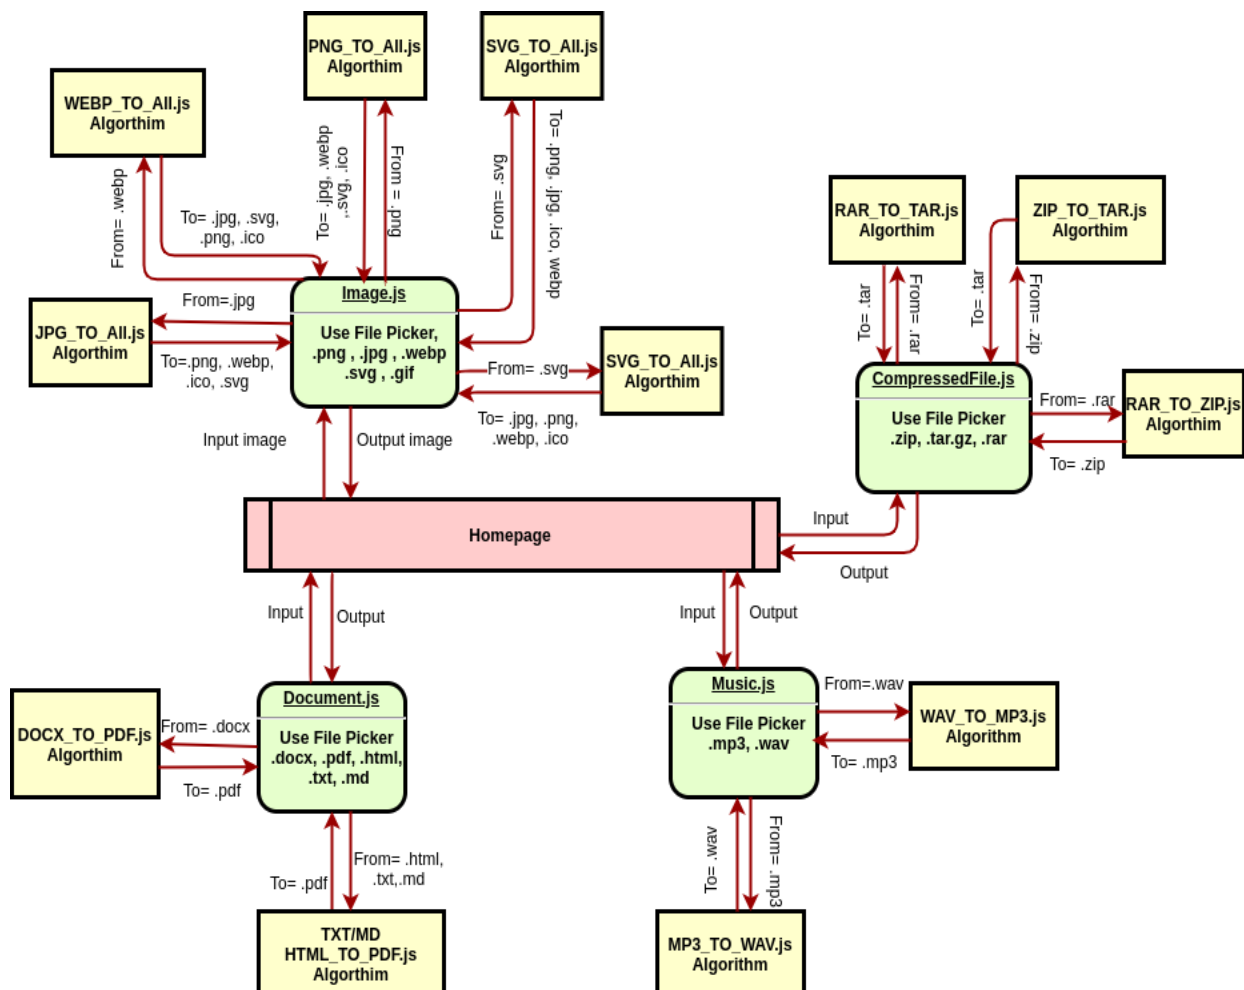 PNG_TO_All.js
Algorthim
SVG_TO_All.js
Algorthim
WEBP_TO_All.js
Algorthim
To= .jpg, .webp
,.svg, .ico
From = .png
From= .svg
To= .png, .jpg, .ico, webp
From= .webp
To= .jpg, .svg,
.png, .ico
RAR_TO_TAR.js
Algorthim
ZIP_TO_TAR.js
Algorthim
To= .tar
From= .rar
To= .tar
From= .zip
JPG_TO_All.js
Algorthim
From=.jpg
To=.png, .webp,
.ico, .svg
Image.js
Use File Picker,
.png , .jpg , .webp
.svg , .gif
From= .svg
To= .jpg, .png,
.webp, .ico
SVG_TO_All.js
Algorthim
CompressedFile.js
Use File Picker
.zip, .tar.gz, .rar
From= .rar
To= .zip
RAR_TO_ZIP.js
Algorthim
Input image
Output image
Homepage
Input
Output
Input
Output
Input
Output
DOCX_TO_PDF.js
Algorthim
From= .docx
To= .pdf
Document.js
Use File Picker
.docx, .pdf, .html,
.txt, .md
Music.js
Use File Picker
.mp3, .wav
From=.wav
To= .mp3
WAV_TO_MP3.js
Algorithm
To= .pdf
From= .html,
.txt,.md
To= .wav
From= .mp3
TXT/MD
HTML_TO_PDF.js
Algorthim
MP3_TO_WAV.js
Algorithm